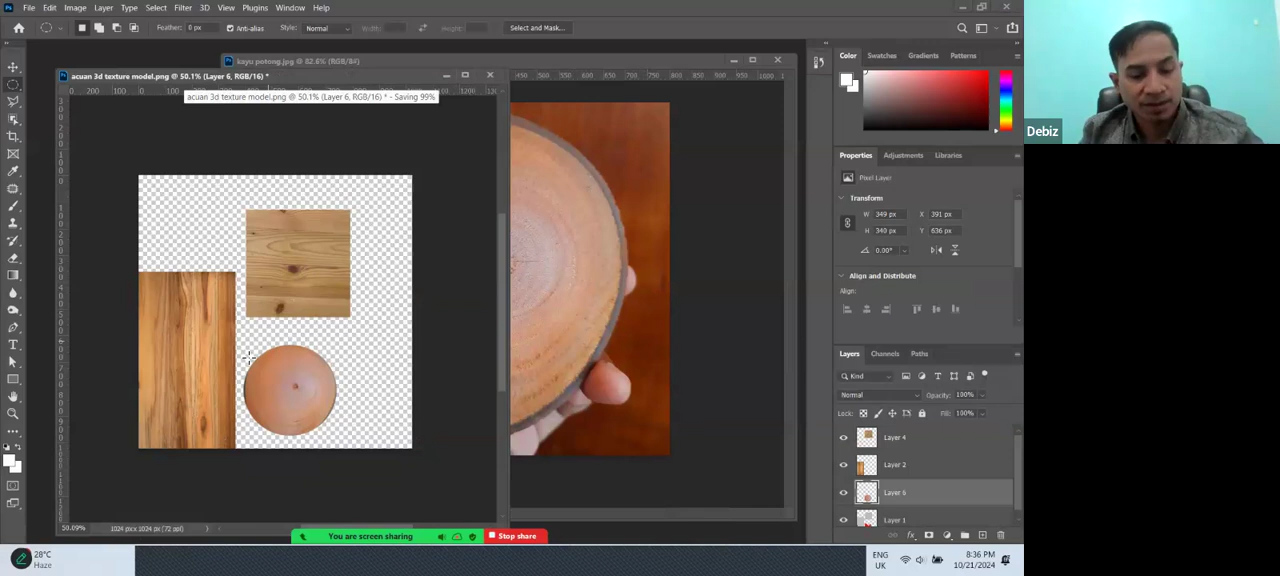 Ps File Edit Image Layer Type Select Filter 3D View Plugins Window Help
Feather: 0 px Anti-alias Style: Normal Width: Height: Select and Mask...
kayu potong.jpg @ 82.6% (RGB/8#)
acuan 3d texture model.png @ 50.1% (Layer 6, RGB/16) *
acuan 3d texture model.png @ 50.1% (Layer 6, RGB/16) * - Saving 99%
Color Swatches Gradients Patterns
Debiz
Properties Adjustments Libraries
Pixel Layer
Transform
W 349 px X 391 px
H 340 px Y 636 px
0.00°
Align and Distribute
Align:
Layers Channels Paths
Kind
Normal Opacity: 100%
Lock: Fill: 100%
Layer 4
Layer 2
Layer 6
Layer 1
50.09% 1024 px x 1024 px (72 ppi)
You are screen sharing Stop share
28°C
Haze
ENG
UK
8:36 PM
10/21/2024